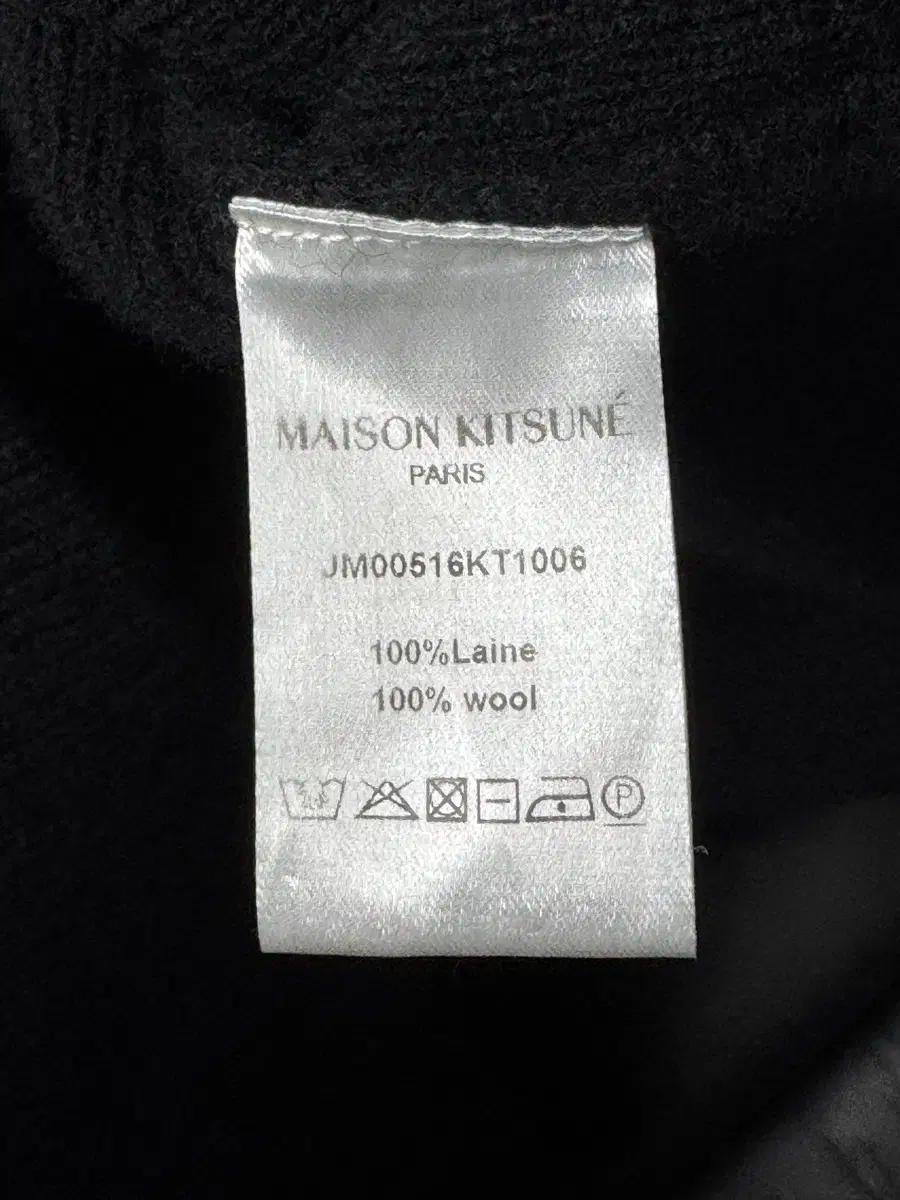 MAISON KITSUNÉ
PARIS
JM00516KT1006
100%Laine
100% wool
P